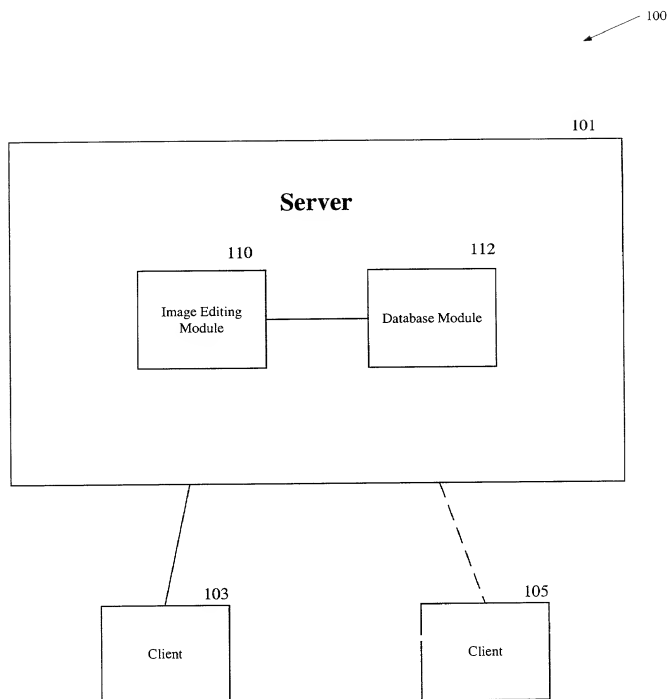 100
101
Server
110
112
Image Editing
Module
Database Module
103
105
Client
Client